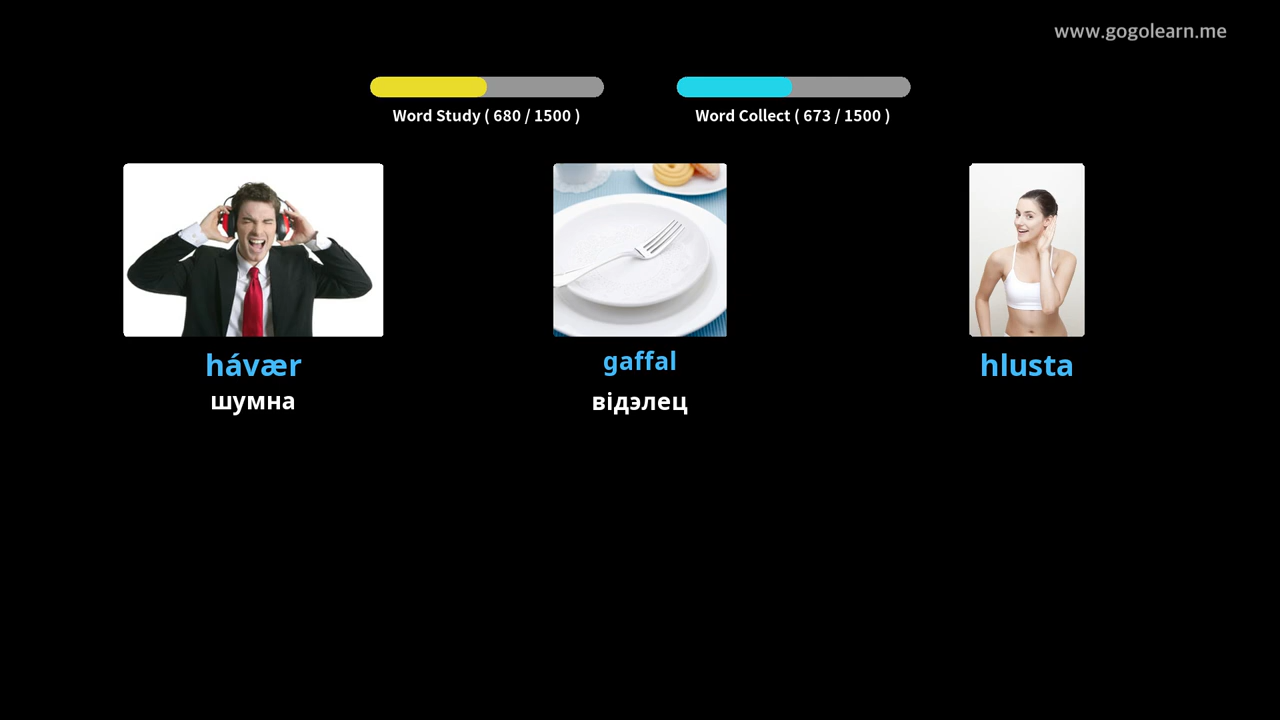 www.gogolearn.me
Word Study ( 680 / 1500 )
Word Collect ( 673 / 1500 )
hávær
gaffal
hlusta
шумна
відэлец